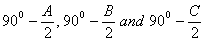 90⁰ − A/2, 90⁰ − B/2 and 90⁰ − C/2